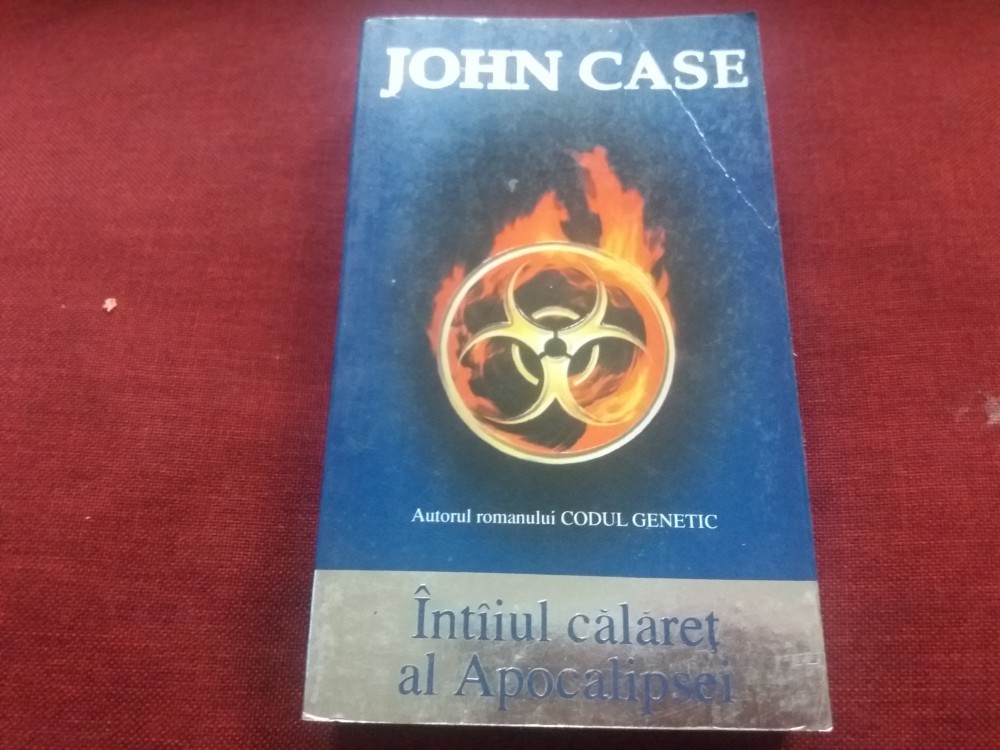 JOHN CASE
Autorul romanului CODUL GENETIC
Întîiul călăreț
al Apocalipsei